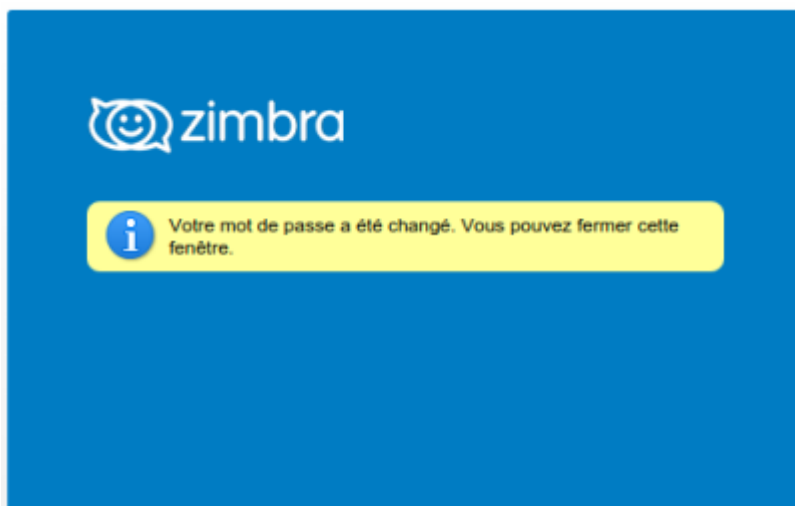 zimbra
Votre mot de passe a été changé. Vous pouvez fermer cette
fenêtre.